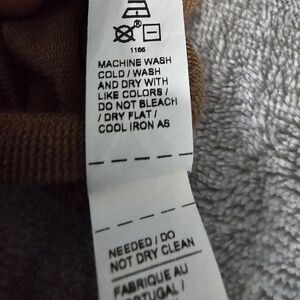 ®
1166
MACHINE WASH
COLD / WASH
AND DRY WITH
LIKE COLORS /
DO NOT BLEACH
/ DRY FLAT /
COOL IRON AS
NEEDED / DO
NOT DRY CLEAN
FABRIQUE AU
PORTUGAL /